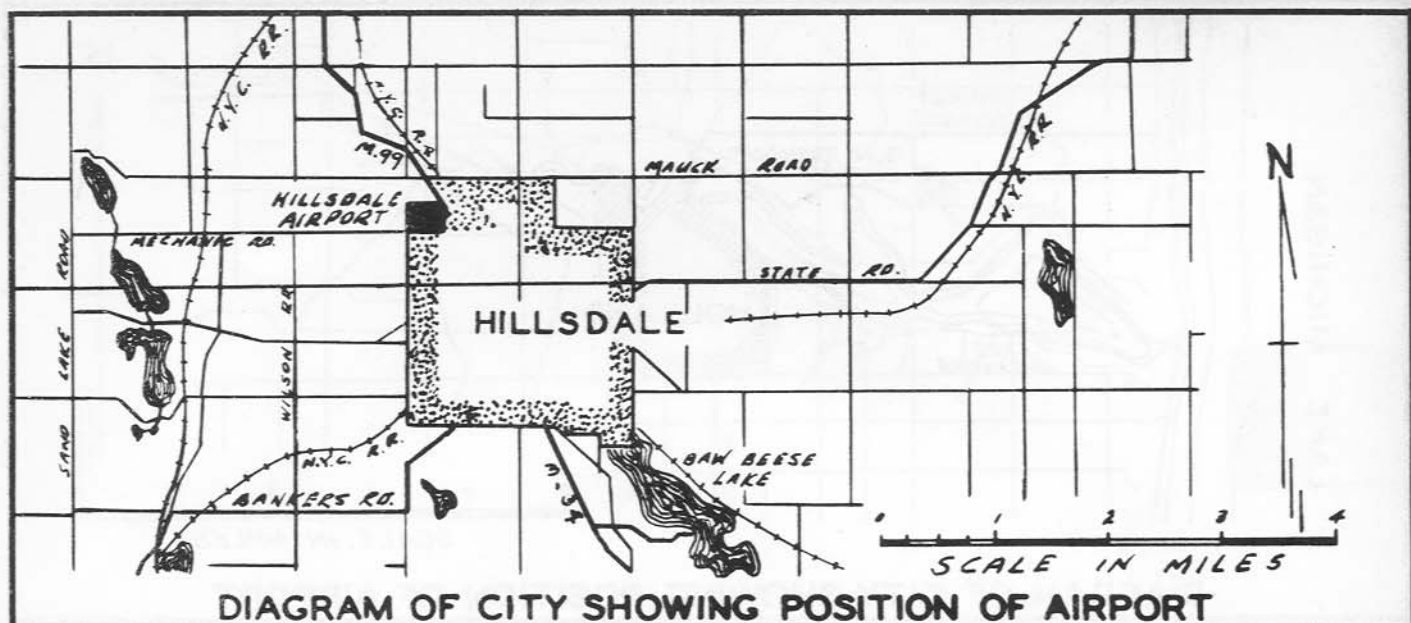 N.Y.C. R.R.
N.Y.C. R.R.
M.99
R.R.
N.Y.C.
MAUCK ROAD
N
HILLSDALE
AIRPORT
MECHANIC RD.
STATE RD.
HILLSDALE
SAND LAKE ROAD
WILSON RR.
N.Y.C. R.R.
BANKERS RD.
BAW BEESE
LAKE
0 1 2 3 4
SCALE IN MILES
DIAGRAM OF CITY SHOWING POSITION OF AIRPORT